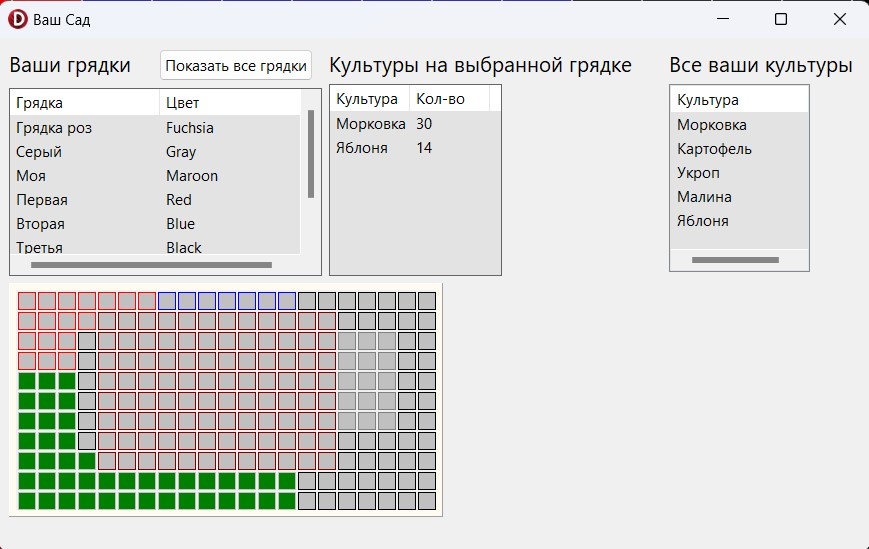 D Ваш Сад
Ваши грядки
Показать все грядки
Культуры на выбранной грядке
Все ваши культуры
Грядка Цвет
Грядка роз Fuchsia
Серый Gray
Моя Maroon
Первая Red
Вторая Blue
Третья Black
Культура Кол-во
Морковка 30
Яблоня 14
Культура
Морковка
Картофель
Укроп
Малина
Яблоня